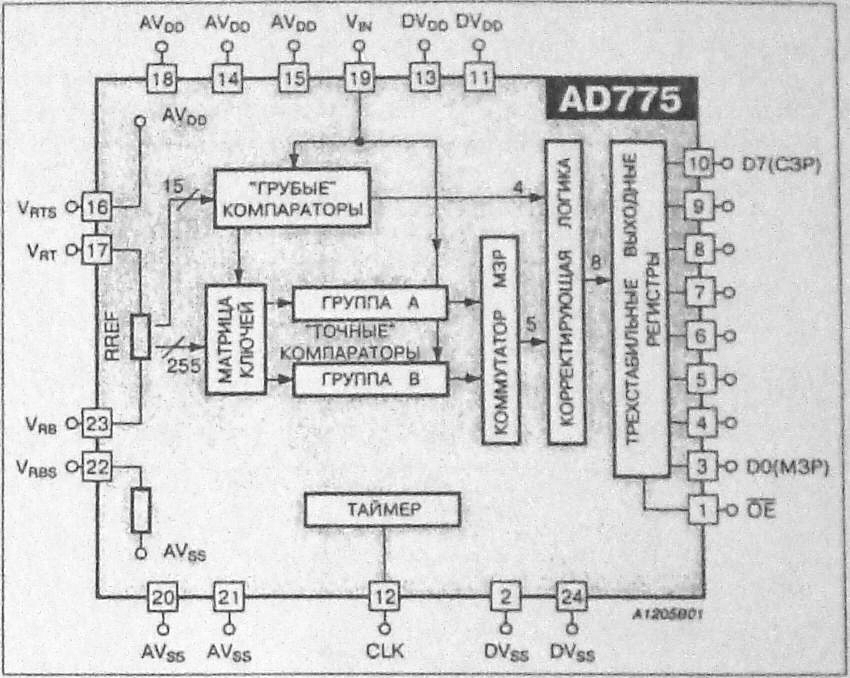 AVDD AVDD AVDD VIN DVDD DVDD
18 14 15 19 13 11
AD775
AVDD
VRTS 16
VRT 17
15
"ГРУБЫЕ"
КОМПАРАТОРЫ
4
RREF
255
МАТРИЦА
КЛЮЧЕЙ
ГРУППА А
"ТОЧНЫЕ"
КОМПАРАТОРЫ
ГРУППА В
КОММУТАТОР МЗР
5
КОРРЕКТИРУЮЩАЯ ЛОГИКА
8
ТРЕХСТАБИЛЬНЫЕ ВЫХОДНЫЕ
РЕГИСТРЫ
10 D7(СЗР)
9
8
7
6
5
4
3 D0(МЗР)
1 OE
VRB 23
VRBS 22
AVSS
ТАЙМЕР
20 21 12 2 24
A1205B01
AVSS AVSS CLK DVSS DVSS